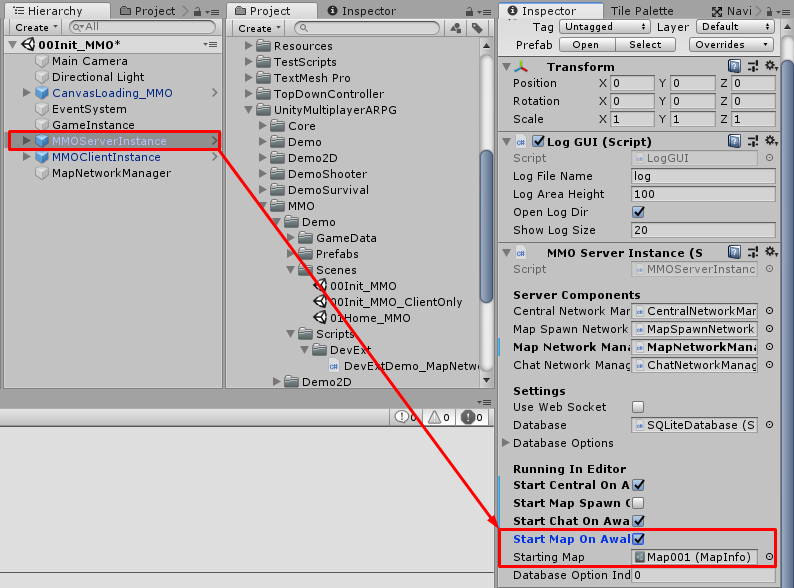 Hierarchy
Create
All
00Init_MMO*
Main Camera
Directional Light
CanvasLoading_MMO
EventSystem
GameInstance
MMOServerInstance
MMOClientInstance
MapNetworkManager
Project
Project
Inspector
Create
Resources
TestScripts
TextMesh Pro
TopDownController
UnityMultiplayerARPG
Core
Demo
Demo2D
DemoShooter
DemoSurvival
MMO
Demo
GameData
Prefabs
Scenes
00Init_MMO
00Init_MMO_ClientOnly
01Home_MMO
Scripts
DevExt
DevExtDemo_MapNetw
Demo2D
0
0
0
Inspector
Tile Palette
Navi
Tag Untagged Layer Default
Prefab Open Select Overrides
Transform
Position X 0 Y 0 Z 0
Rotation X 0 Y 0 Z 0
Scale X 1 Y 1 Z 1
Log GUI (Script)
Script LogGUI
Log File Name log
Log Area Height 100
Open Log Dir
Show Log Size 20
MMO Server Instance (S
Script MMOServerInstanc
Server Components
Central Network Mar CentralNetworkMar
Map Spawn Network MapSpawnNetwork
Map Network Mana MapNetworkMana
Chat Network Manag ChatNetworkManag
Settings
Use Web Socket
Database SQLiteDatabase (S
Database Options
Running In Editor
Start Central On A
Start Map Spawn C
Start Chat On Awa
Start Map On Awal
Starting Map Map001 (MapInfo)
Database Option Ind 0